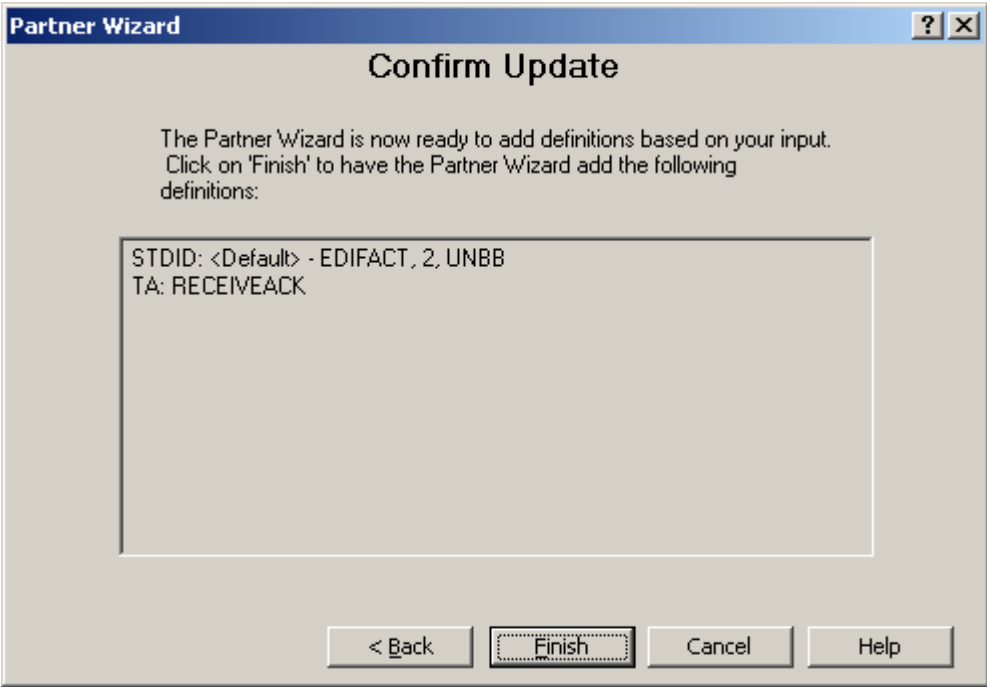 Partner Wizard
Confirm Update
The Partner Wizard is now ready to add definitions based on your input.
Click on 'Finish' to have the Partner Wizard add the following
definitions:
STDID: <Default> - EDIFACT, 2, UNBB
TA: RECEIVEACK
< Back Finish Cancel Help